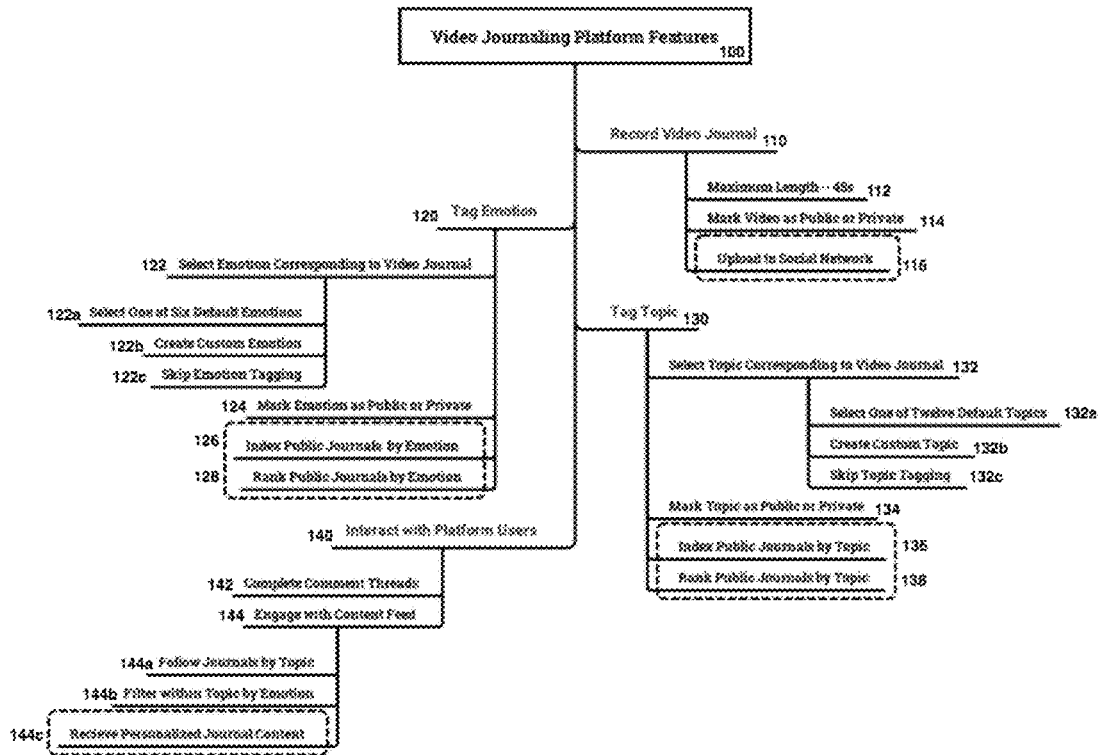 Video Journaling Platform Features
100
Record Video Journal 110
Maximum Length - 112
Mark Video as Public or Private 114
Upload to Social Network
120 Tag Emotion
122 Select Emotion Corresponding to Video Journal
122a Select One of Six Default Emotions
122b Create Custom Emotion
122c Skip Emotion Tagging
124 Mark Emotion as Public or Private
126 Index Public Journals by Emotion
128 Rank Public Journals by Emotion
Tag Topic 130
Select Topic Corresponding to Video Journal 132
Select One of Twelve Default Topics 132a
Create Custom Topic 132b
Skip Topic Tagging 132c
Mark Topic as Public or Private 134
Index Public Journals by Topic
Rank Public Journals by Topic 138
140 Interact with Platform Users
142 Complete Comment Threads
144 Engage with Content Feed
144a Follow Journals by Topic
144b Filter within Topic by Emotion
144c Recieve Personalized Journal Content